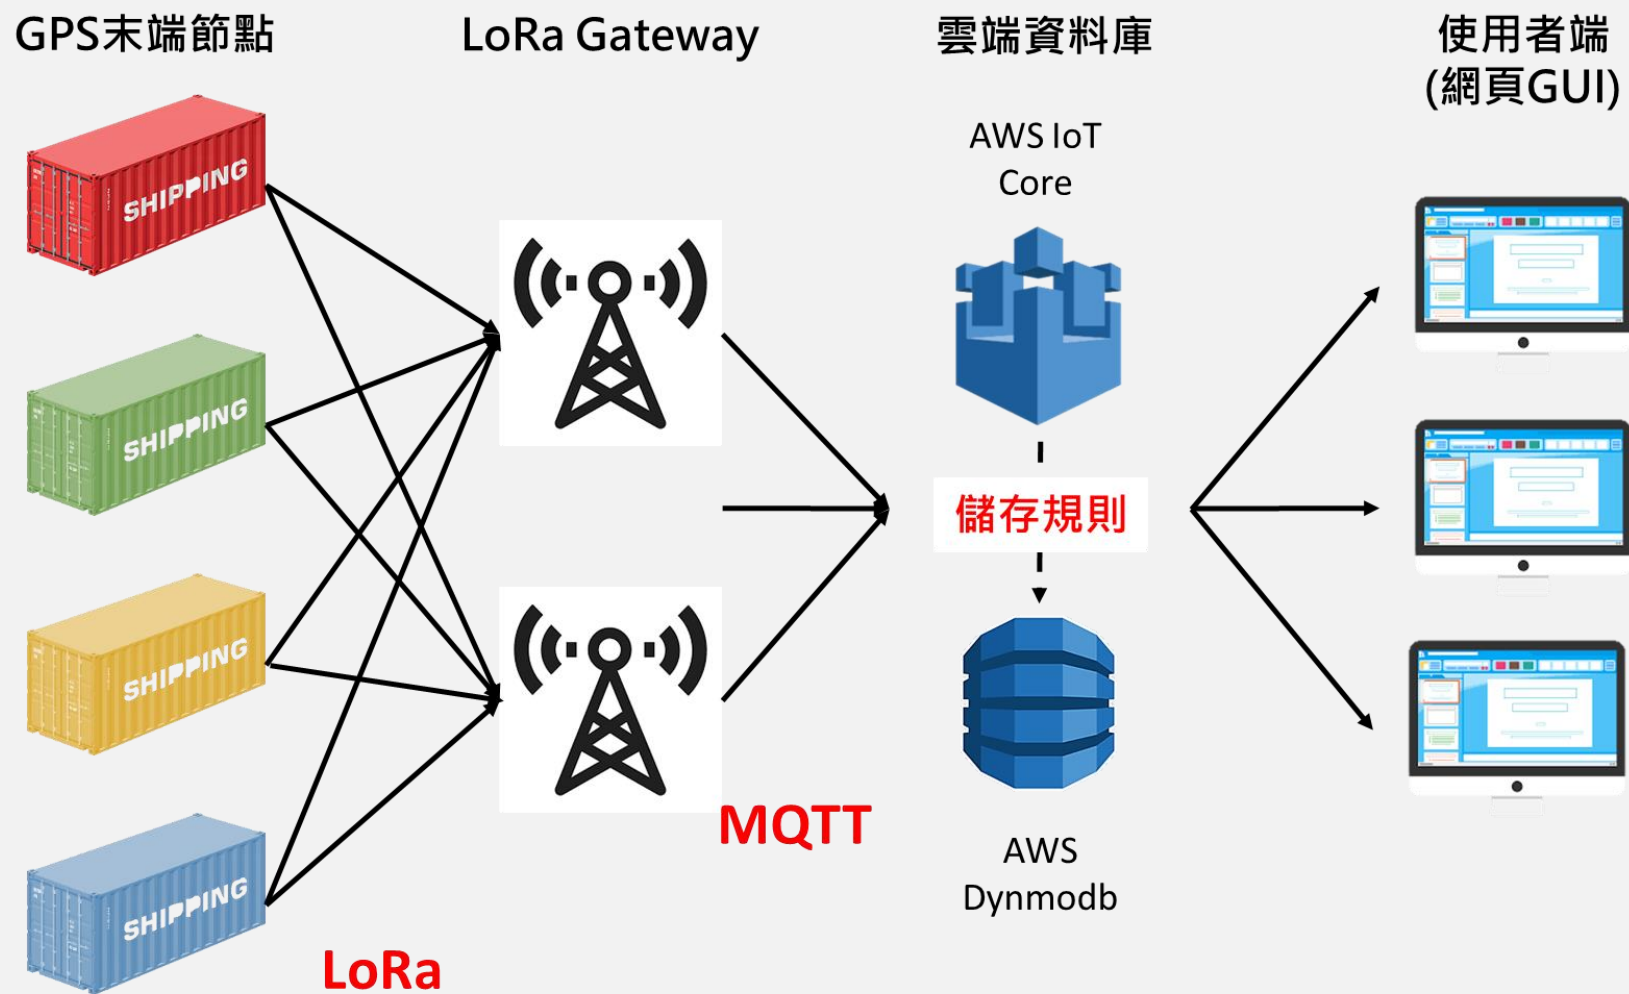 GPS末端節點
LoRa Gateway
雲端資料庫
使用者端
(網頁GUI)
AWS IoT
Core
SHIPPING
SHIPPING
SHIPPING
SHIPPING
儲存規則
MQTT
AWS
Dynmodb
LoRa